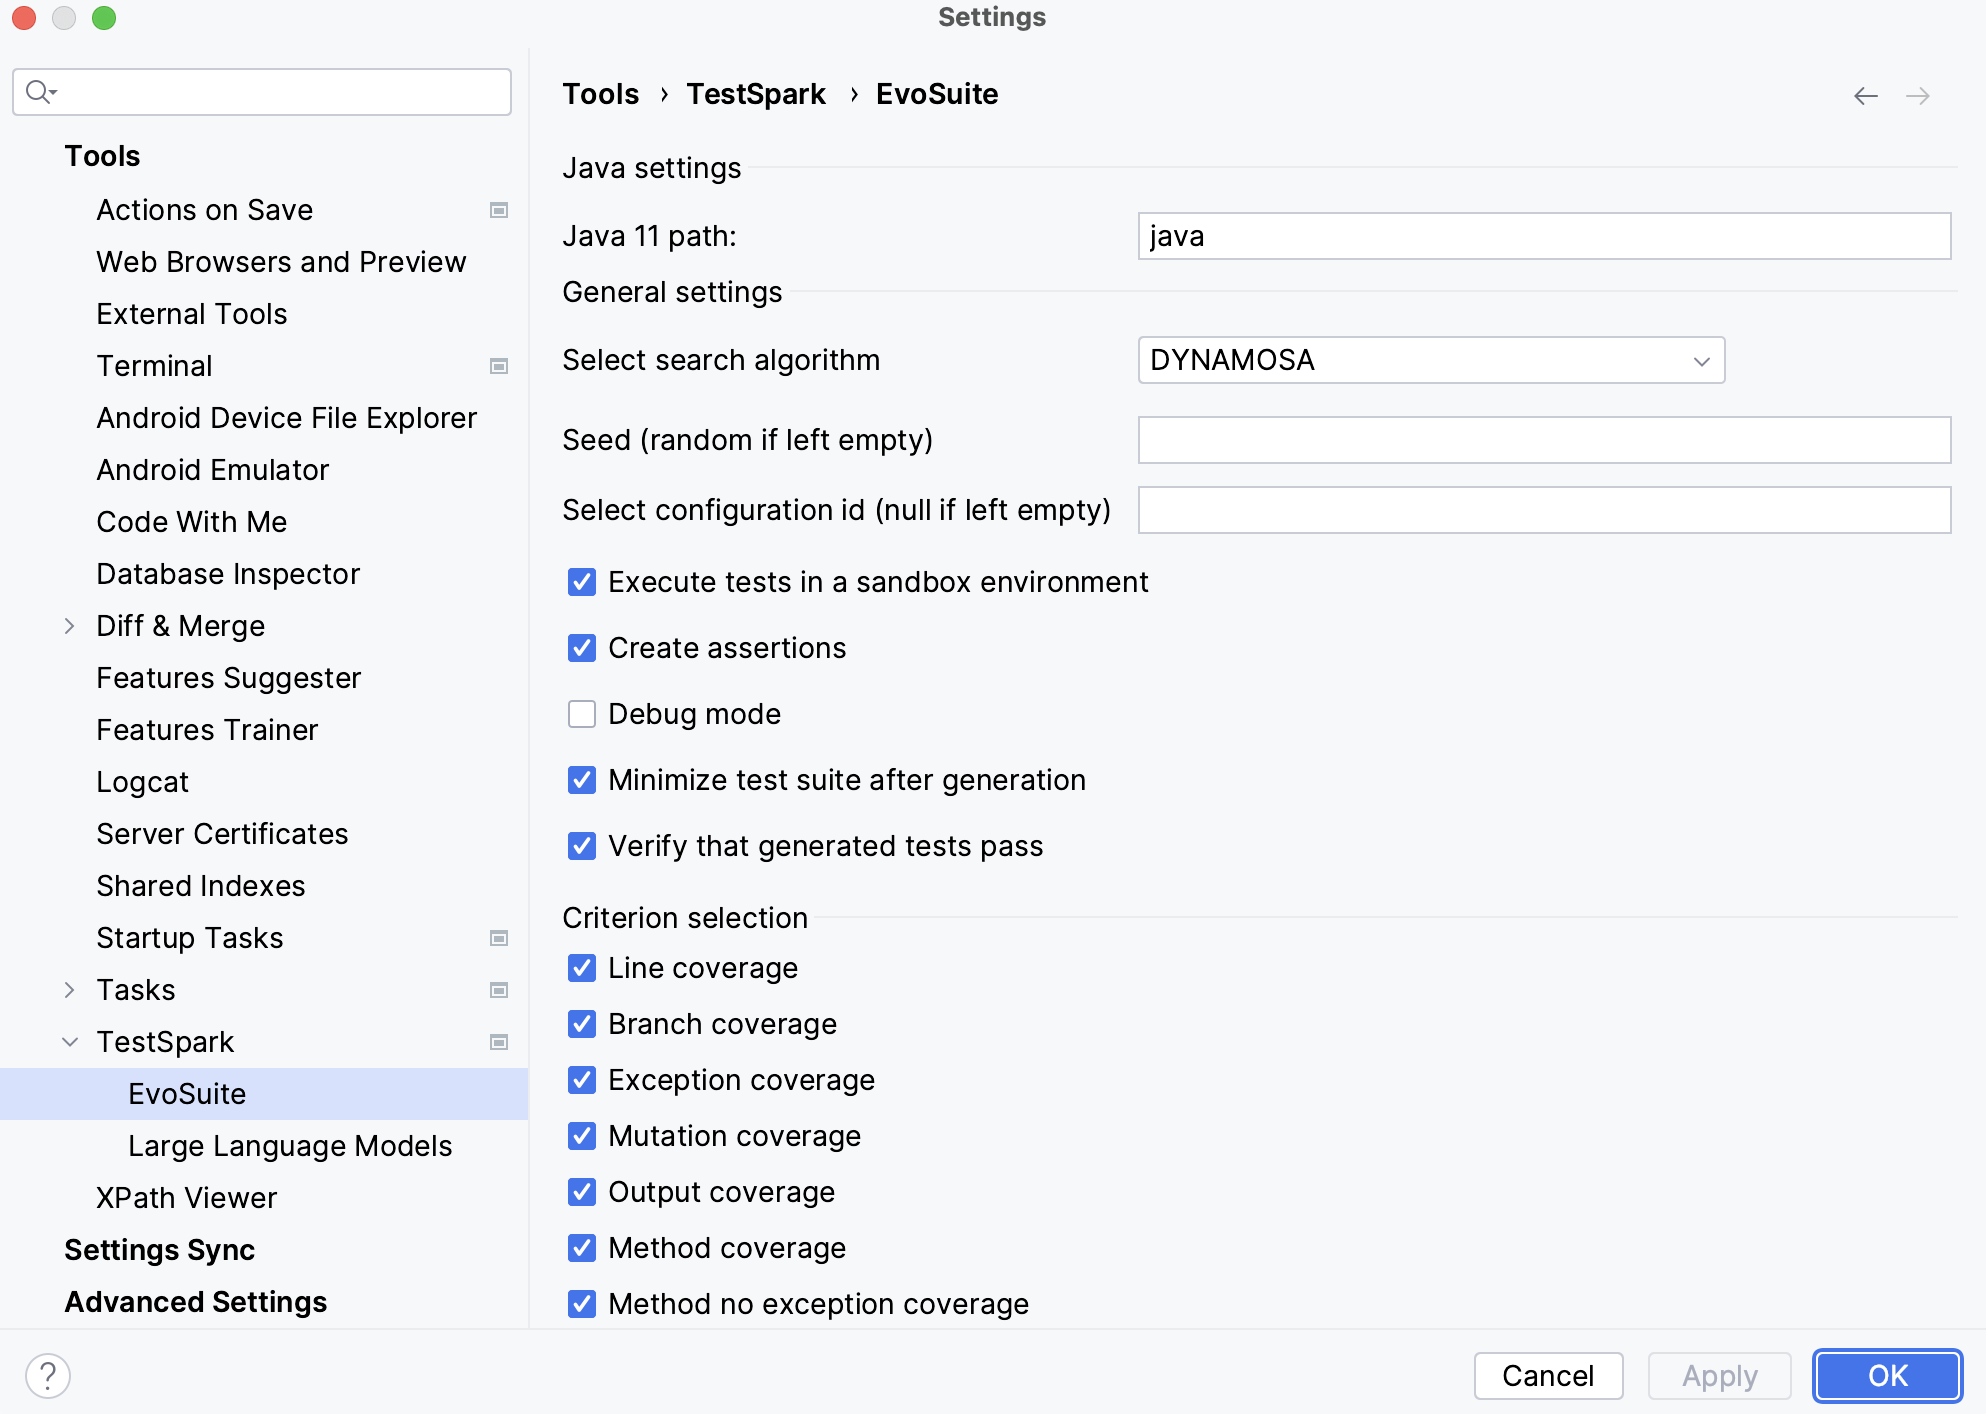 Settings
Tools
Actions on Save
Web Browsers and Preview
External Tools
Terminal
Android Device File Explorer
Android Emulator
Code With Me
Database Inspector
Diff & Merge
Features Suggester
Features Trainer
Logcat
Server Certificates
Shared Indexes
Startup Tasks
Tasks
TestSpark
EvoSuite
Large Language Models
XPath Viewer
Settings Sync
Advanced Settings
Tools › TestSpark › EvoSuite
Java settings
Java 11 path: java
General settings
Select search algorithm DYNAMOSA
Seed (random if left empty)
Select configuration id (null if left empty)
Execute tests in a sandbox environment
Create assertions
Debug mode
Minimize test suite after generation
Verify that generated tests pass
Criterion selection
Line coverage
Branch coverage
Exception coverage
Mutation coverage
Output coverage
Method coverage
Method no exception coverage
? Cancel Apply OK